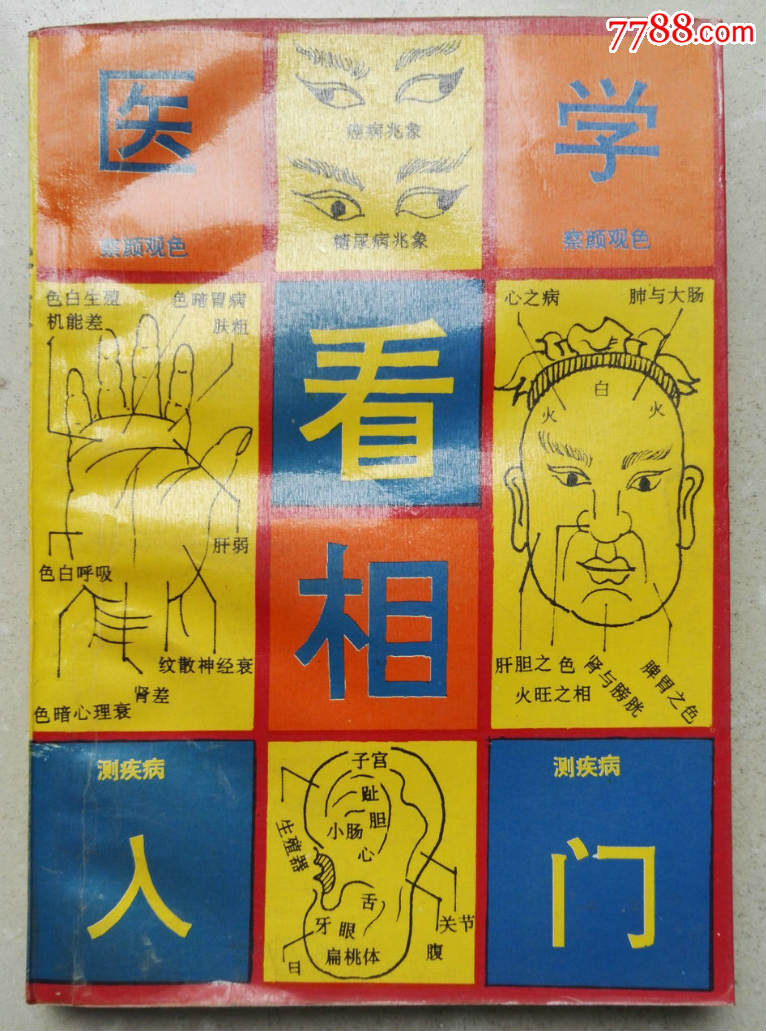 7788.com
医
癌病兆象
学
察颜观色
糖尿病兆象
察颜观色
色白生殖
机能差
色暗胃病
肤粗
肝弱
色白呼吸
纹散神经衰
肾差
色暗心理衰
看
相
心之病
肺与大肠
火
白
火
肝胆之色
火旺之相
肾与膀胱
脾胃之色
测疾病
入
子宫
趾
胆
小肠
心
生殖器
舌
牙
眼
扁桃体
关节
腹
测疾病
门